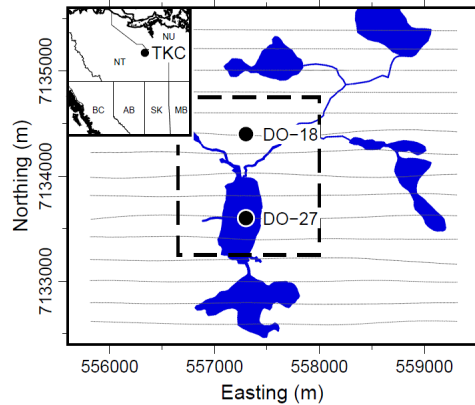 NU
NT
TKC
BC AB SK MB
DO−18
DO−27
7135000
7134000
7133000
Northing (m)
556000 557000 558000 559000
Easting (m)